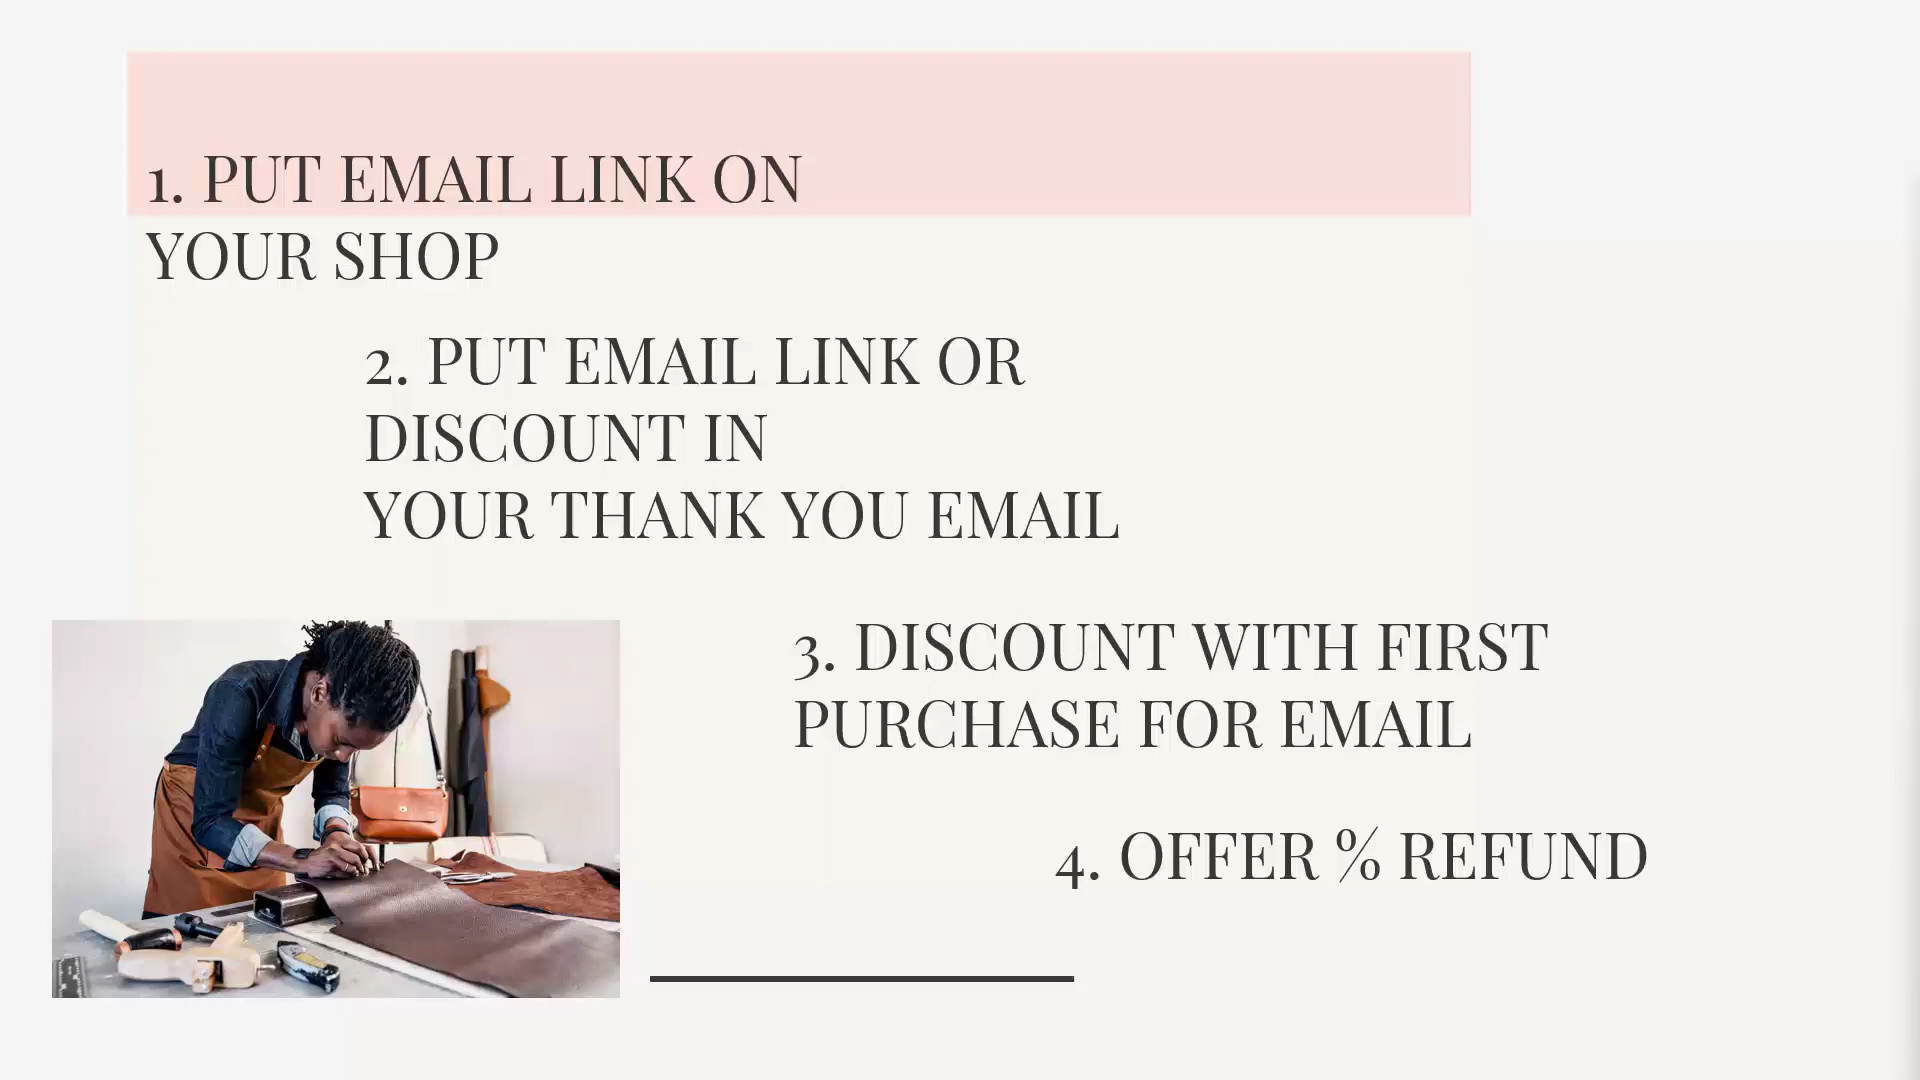 1. PUT EMAIL LINK ON
YOUR SHOP
2. PUT EMAIL LINK OR
DISCOUNT IN
YOUR THANK YOU EMAIL
3. DISCOUNT WITH FIRST
PURCHASE FOR EMAIL
4. OFFER % REFUND